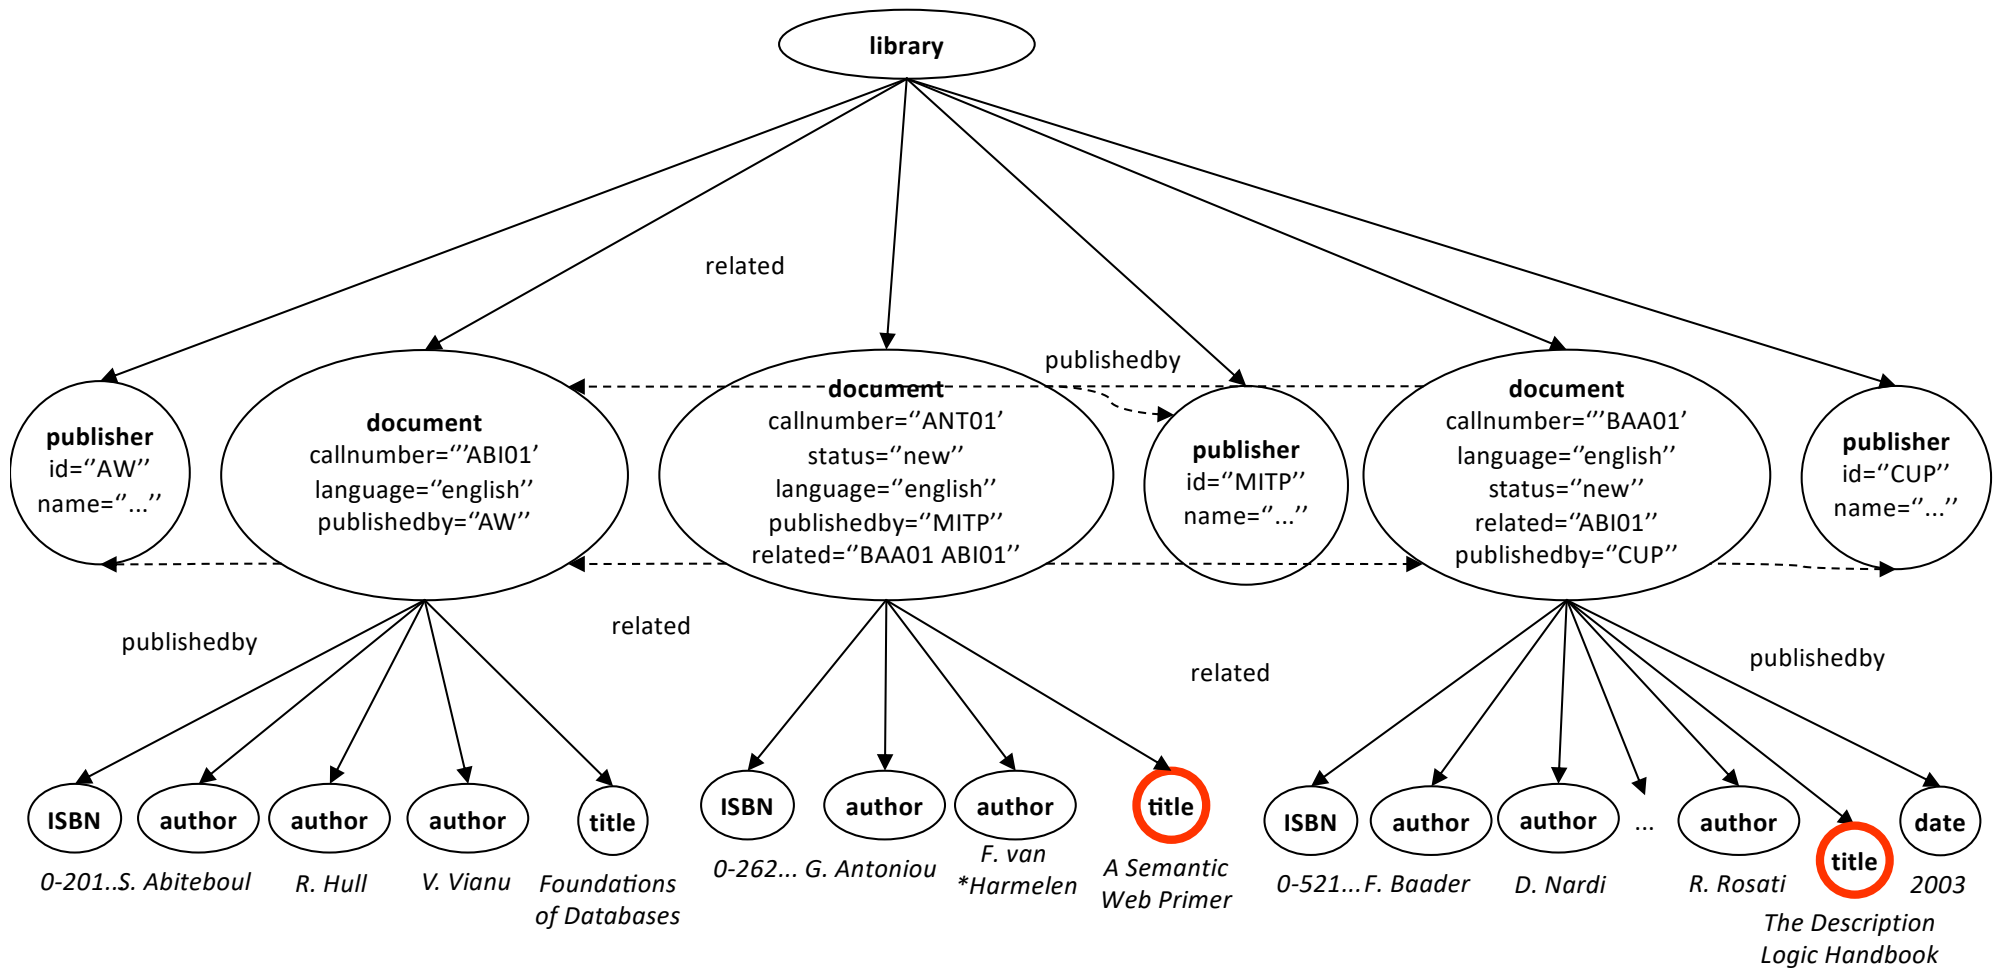 library
related
publishedby
publisher
id=‘’AW’’
name=‘’...’’
document
callnumber=‘’’ABI01’
language=‘’english’’
publishedby=‘’AW’’
document
callnumber=‘’ANT01’
status=‘’new’’
language=‘’english’’
publishedby=‘’MITP’’
related=‘’BAA01 ABI01’’
publisher
id=‘’MITP’’
name=‘’...’’
document
callnumber=‘’’BAA01’
language=‘’english’’
status=‘’new’’
related=‘’ABI01’’
publishedby=‘’CUP’’
publisher
id=‘’CUP’’
name=‘’...’’
publishedby
related
related
publishedby
ISBN
author
author
author
title
ISBN
author
author
title
ISBN
author
author
...
author
title
date
0-201...
S. Abiteboul
R. Hull
V. Vianu
Foundations
of Databases
0-262...
G. Antoniou
F. van
*Harmelen
A Semantic
Web Primer
0-521...
F. Baader
D. Nardi
R. Rosati
The Description
Logic Handbook
2003